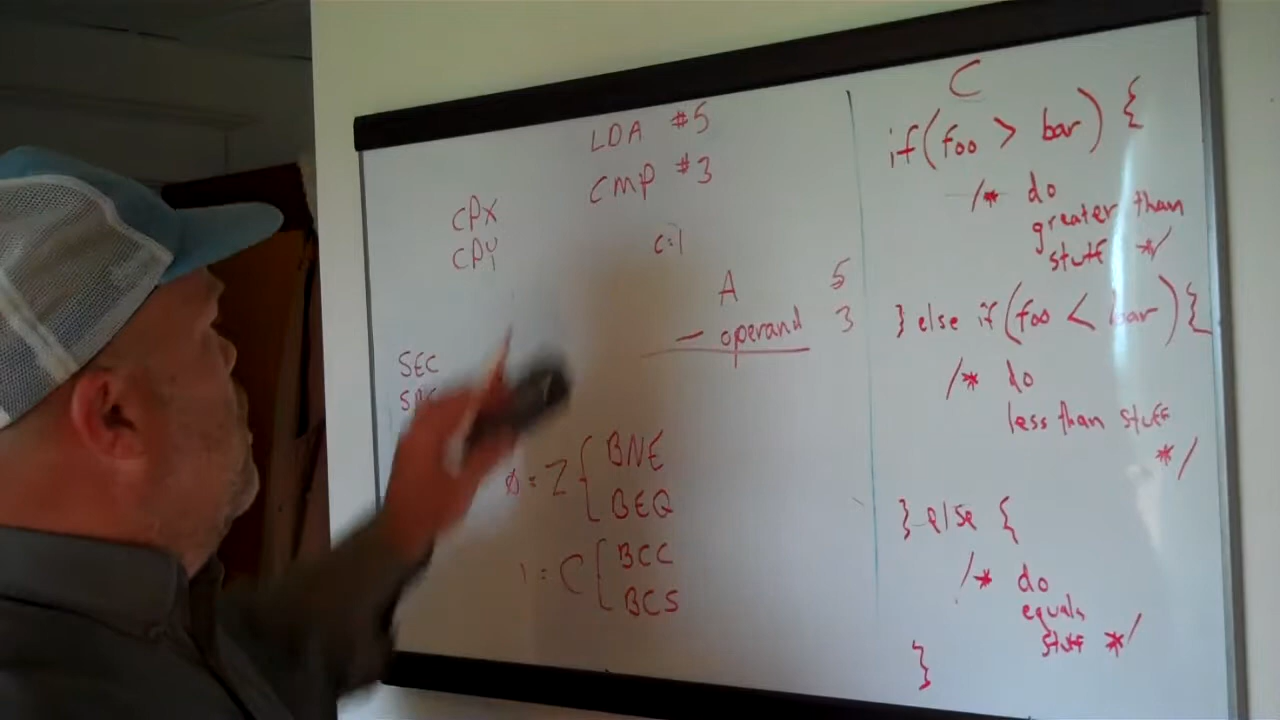 LDA #5
CMP #3
CPX
CPY
C=1
A 5
- operand 3
SEC
0 = Z { BNE
BEQ
1 = C { BCC
BCS
C
if (foo > bar) {
/* do
greater than
stuff */
} else if (foo < bar) {
/* do
less than stuff
*/
} else {
/* do
equals
stuff */
}